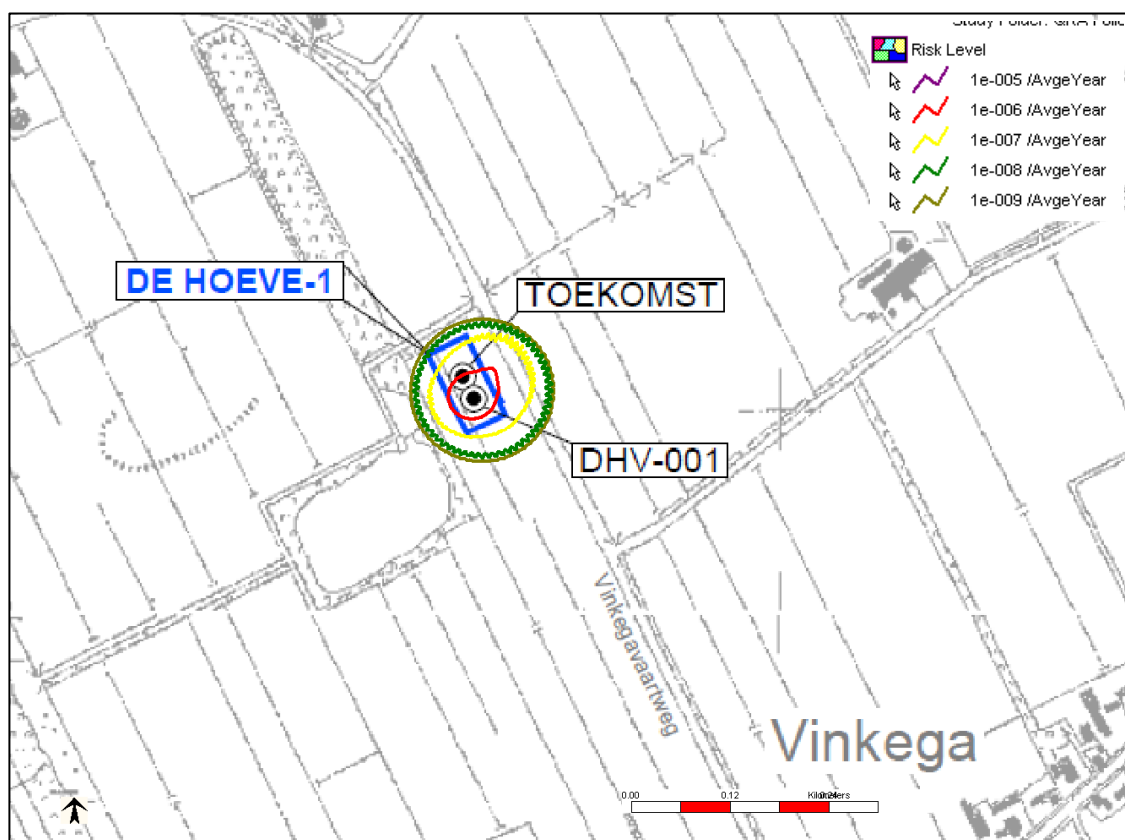 Risk Level
1e-005 /AvgeYear
1e-006 /AvgeYear
1e-007 /AvgeYear
1e-008 /AvgeYear
1e-009 /AvgeYear
DE HOEVE-1
TOEKOMST
DHV-001
Vinkegavaartweg
Vinkega
0.00 0.12